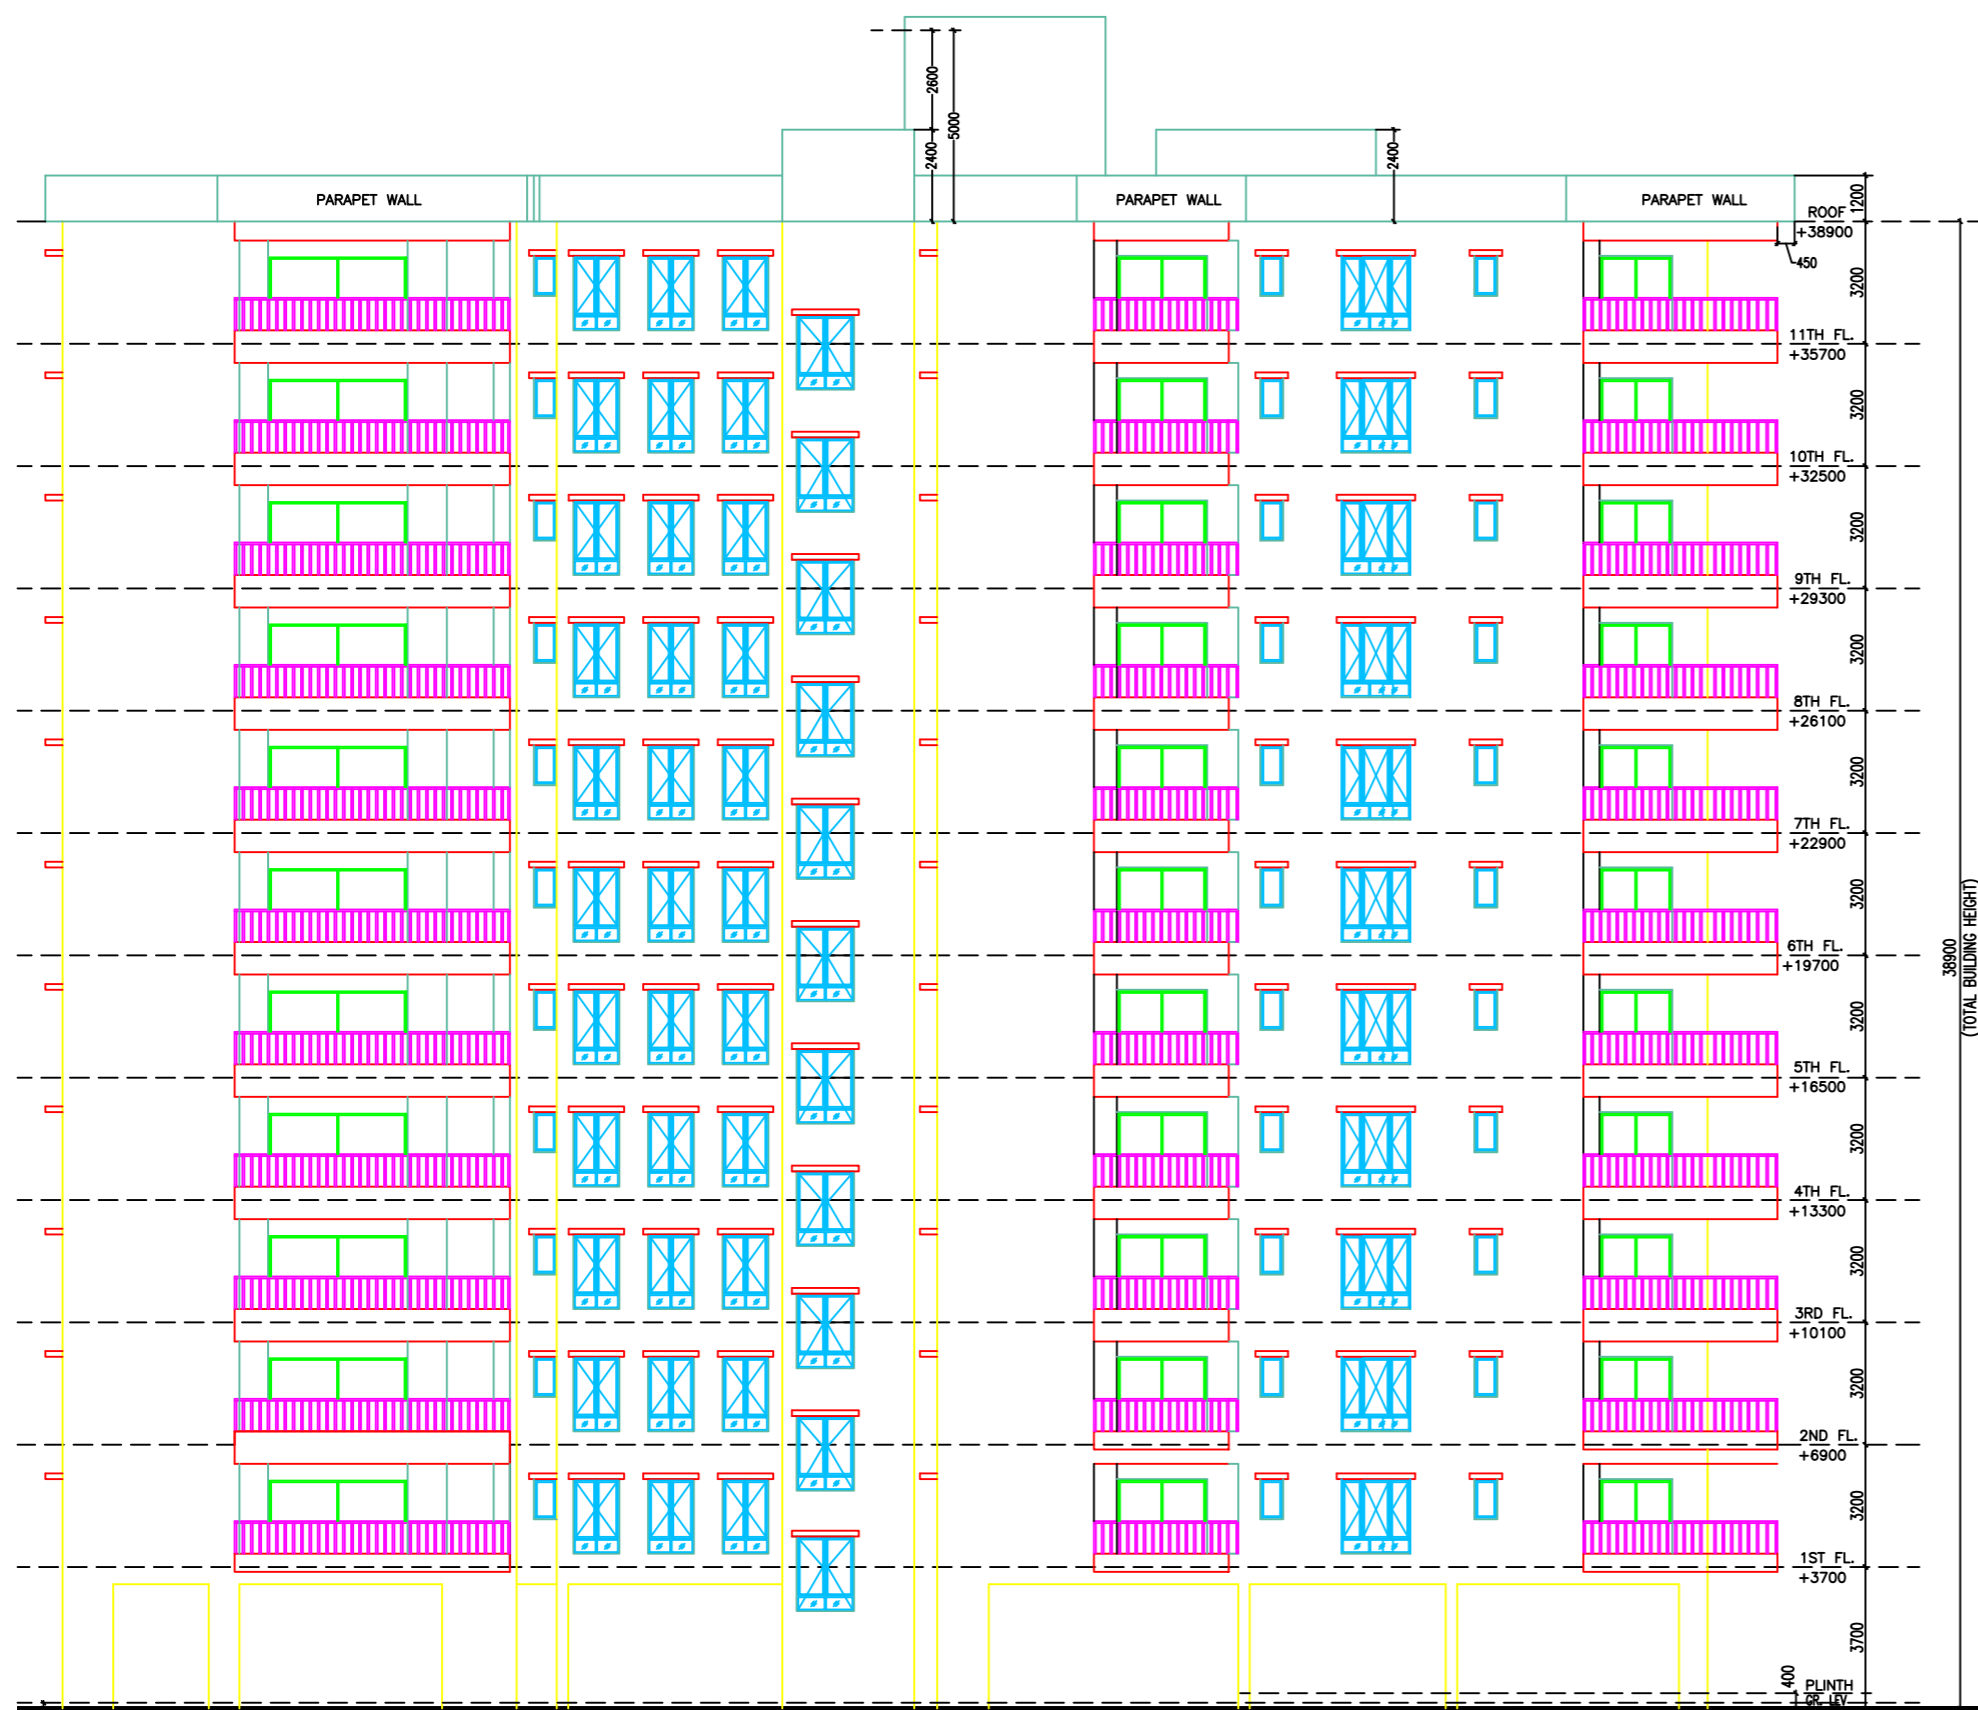 2600
5000
2400
2400
PARAPET WALL
PARAPET WALL
PARAPET WALL
1200
ROOF
+38900
450
3200
11TH FL.
+35700
3200
10TH FL.
+32500
3200
9TH FL.
+29300
3200
8TH FL.
+26100
3200
7TH FL.
+22900
3200
6TH FL.
+19700
38900
(TOTAL BUILDING HEIGHT)
3200
5TH FL.
+16500
3200
4TH FL.
+13300
3200
3RD FL.
+10100
3200
2ND FL.
+6900
3200
1ST FL.
+3700
3700
400
PLINTH
GR. LEV